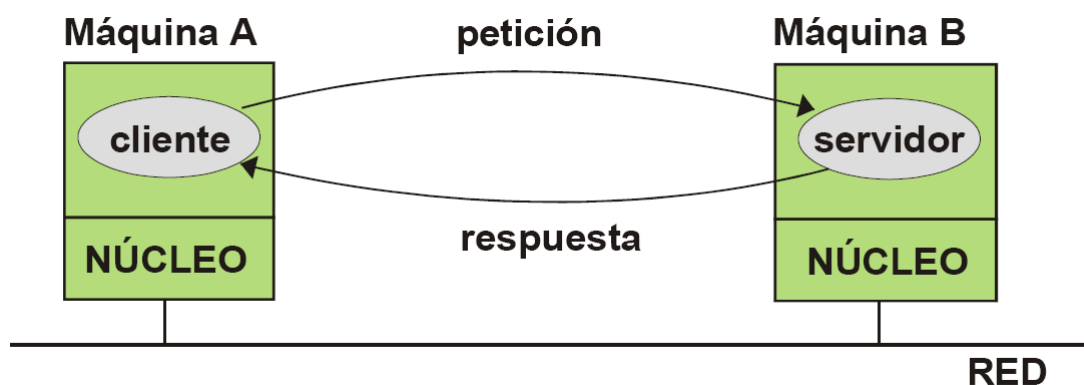 Máquina A
petición
Máquina B
cliente
servidor
respuesta
NÚCLEO
NÚCLEO
RED